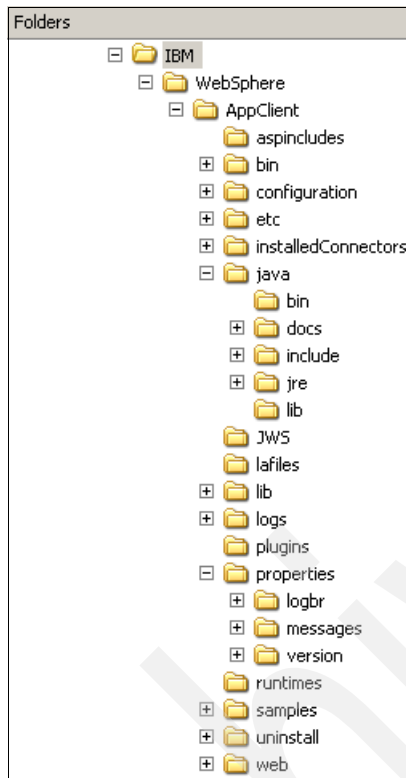 Folders
IBM
WebSphere
AppClient
aspincludes
bin
configuration
etc
installedConnectors
java
bin
docs
include
jre
lib
JWS
lafiles
lib
logs
plugins
properties
logbr
messages
version
runtimes
samples
uninstall
web